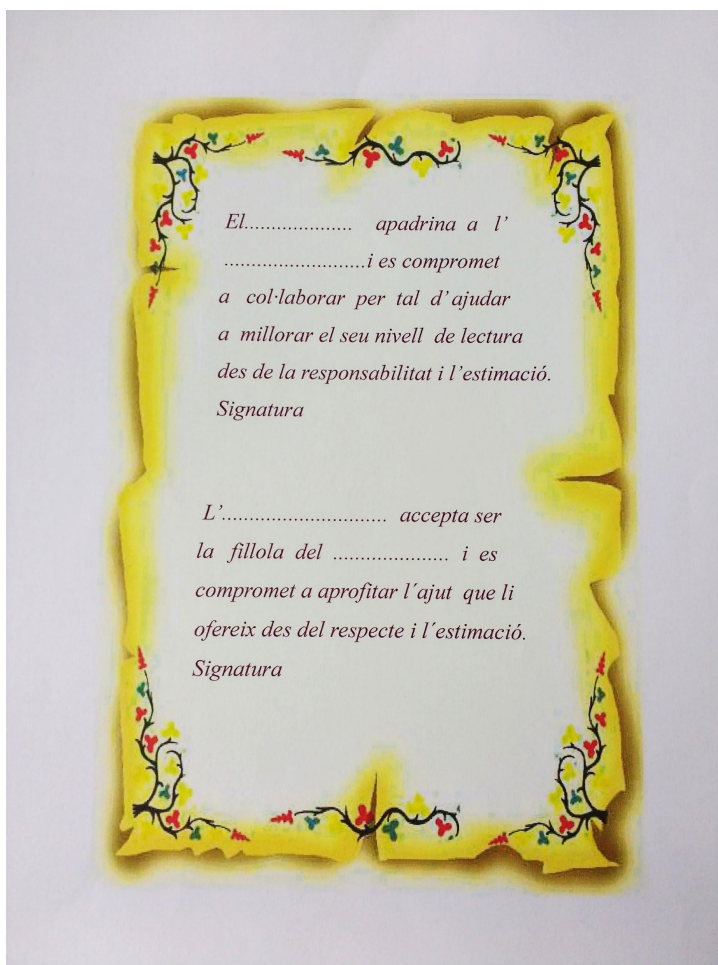 El.................... apadrina a l’
..........................i es compromet
a col·laborar per tal d’ajudar
a millorar el seu nivell de lectura
des de la responsabilitat i l’estimació.
Signatura
L’.............................. accepta ser
la fillola del ..................... i es
compromet a aprofitar l´ajut que li
ofereix des del respecte i l´estimació.
Signatura